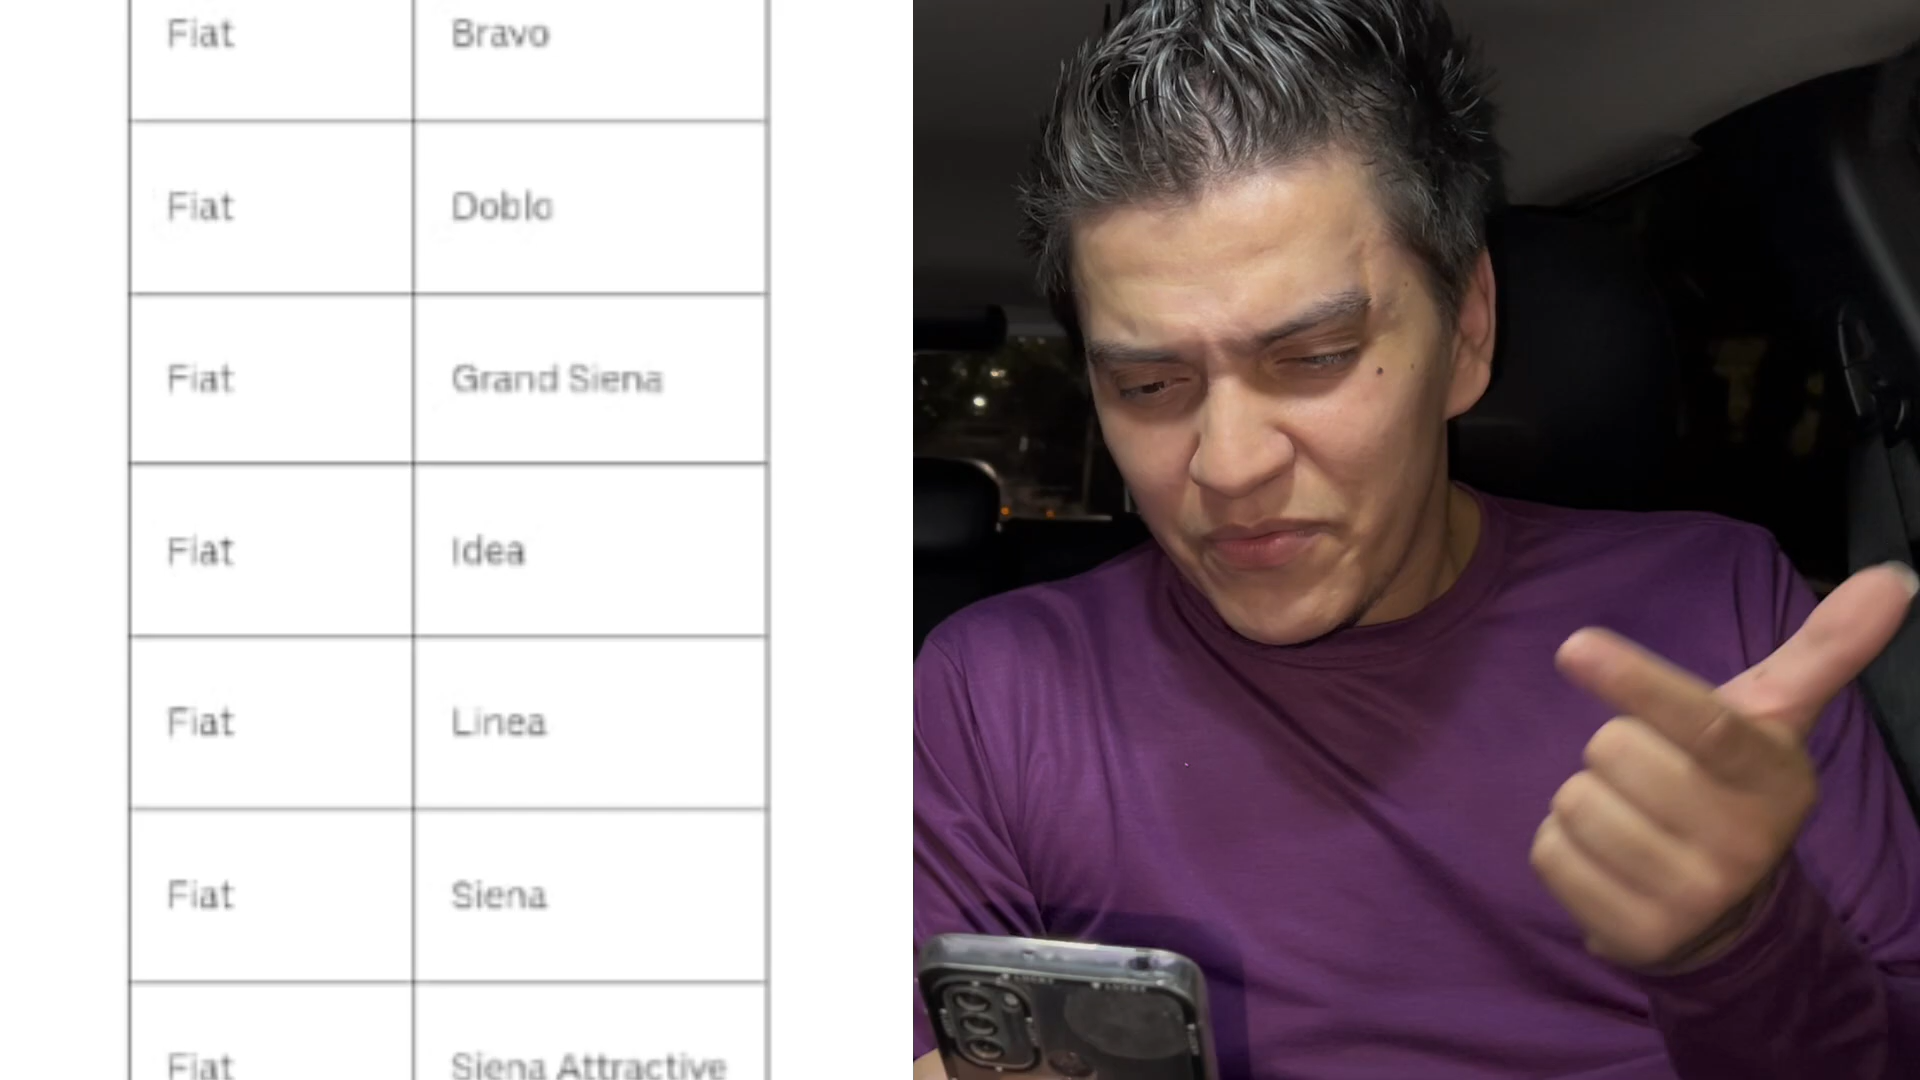 Fiat Bravo
Fiat Doblo
Fiat Grand Siena
Fiat Idea
Fiat Linea
Fiat Siena
Fiat Siena Attractive